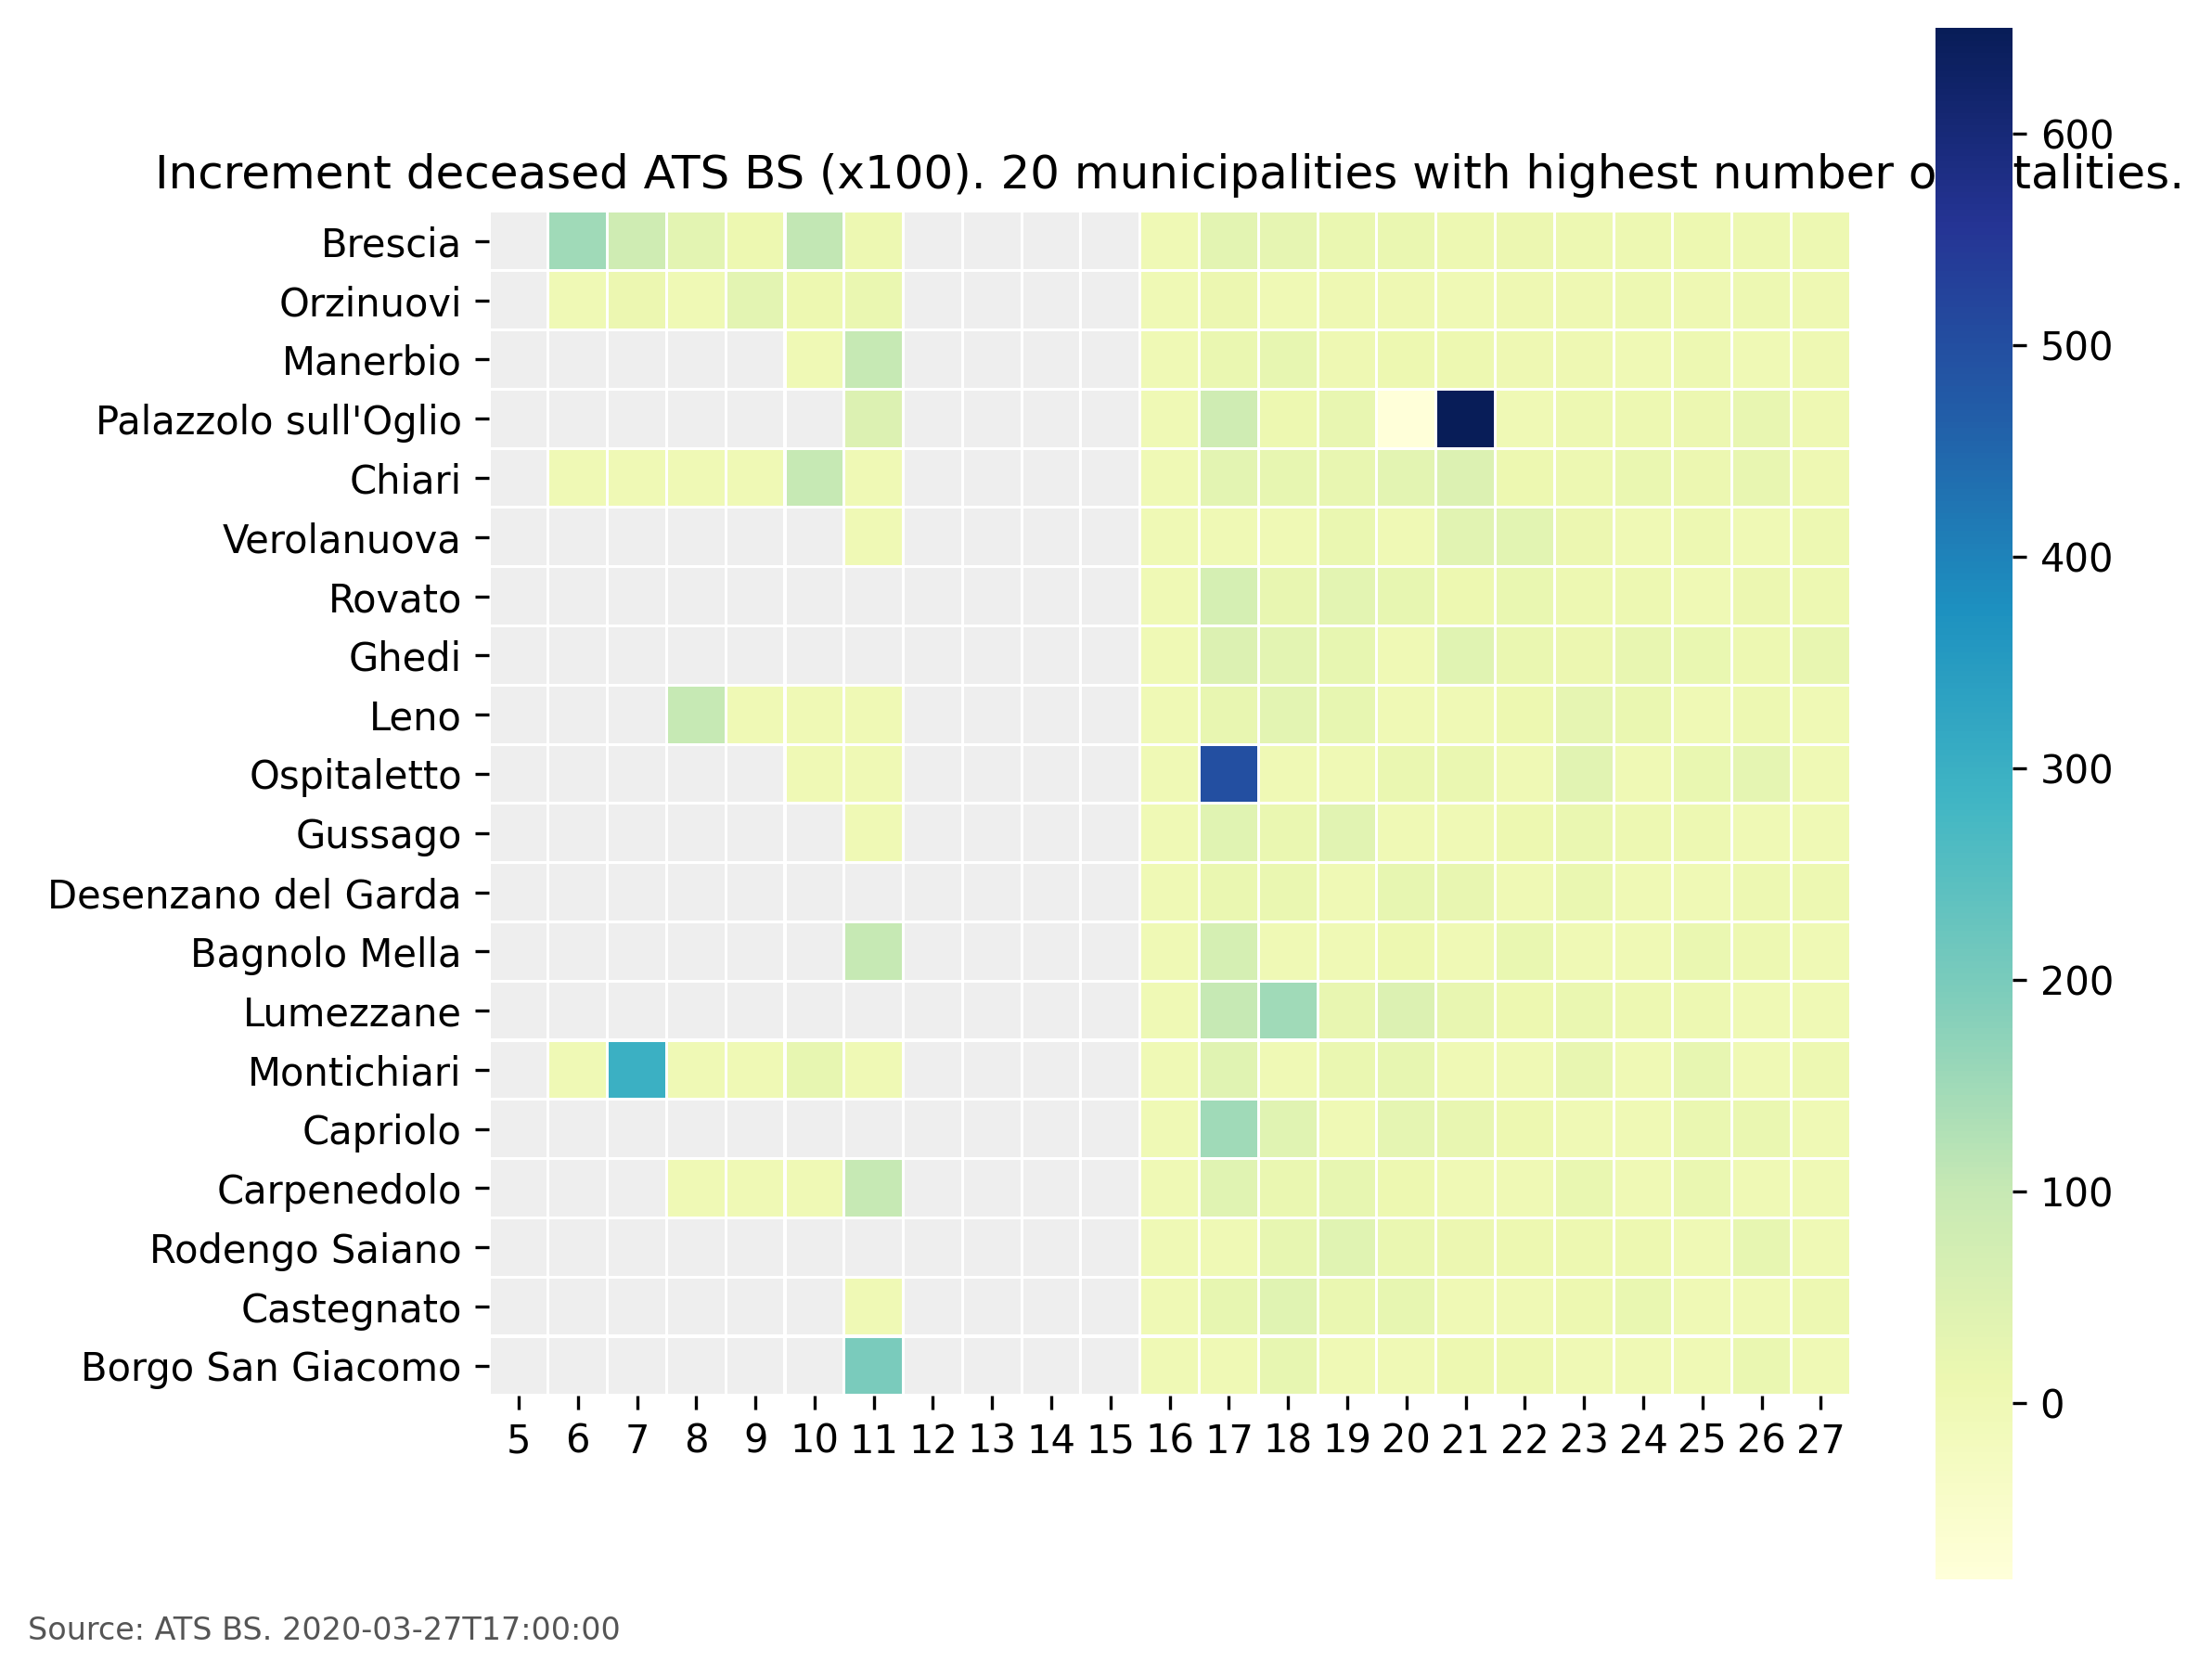 Increment deceased ATS BS (x100). 20 municipalities with highest number o talities.
Brescia
Orzinuovi
Manerbio
Palazzolo sull'Oglio
Chiari
Verolanuova
Rovato
Ghedi
Leno
Ospitaletto
Gussago
Desenzano del Garda
Bagnolo Mella
Lumezzane
Montichiari
Capriolo
Carpenedolo
Rodengo Saiano
Castegnato
Borgo San Giacomo
5 6 7 8 9 10 11 12 13 14 15 16 17 18 19 20 21 22 23 24 25 26 27
600
500
400
300
200
100
0
Source: ATS BS. 2020-03-27T17:00:00